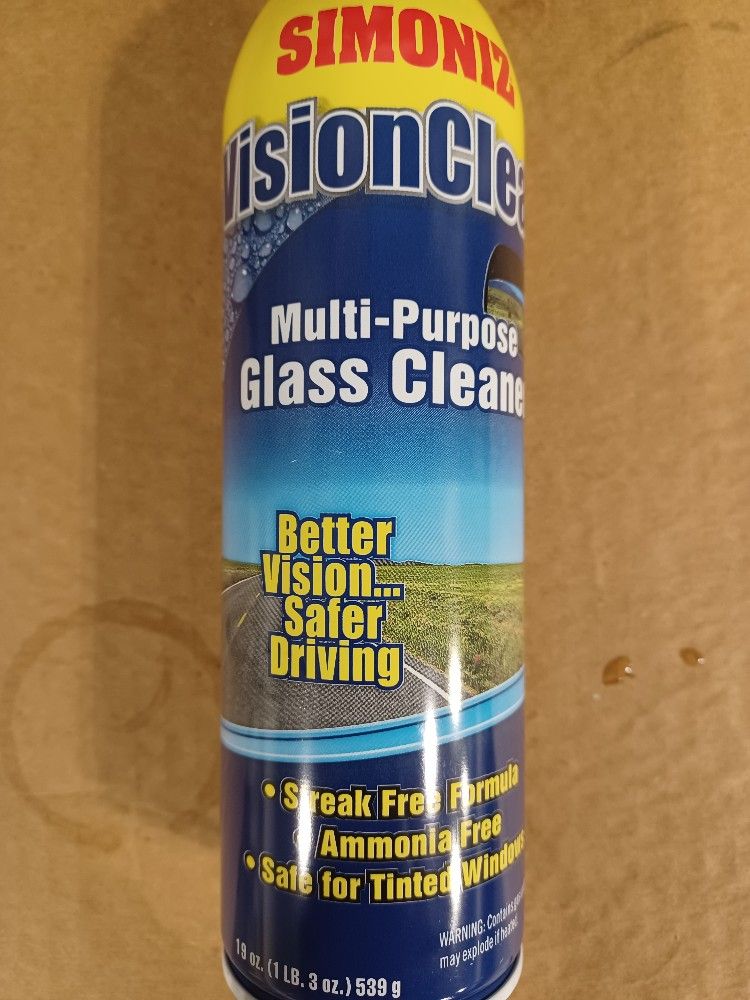 SIMONIZ
VisionClea
Multi-Purpose
Glass Cleane
Better
Vision...
Safer
Driving
• Streak Free Formula
• Ammonia Free
• Safe for Tinted Windows
WARNING: Contains
may explode if heated.
19 oz. (1 LB. 3 oz.) 539 g